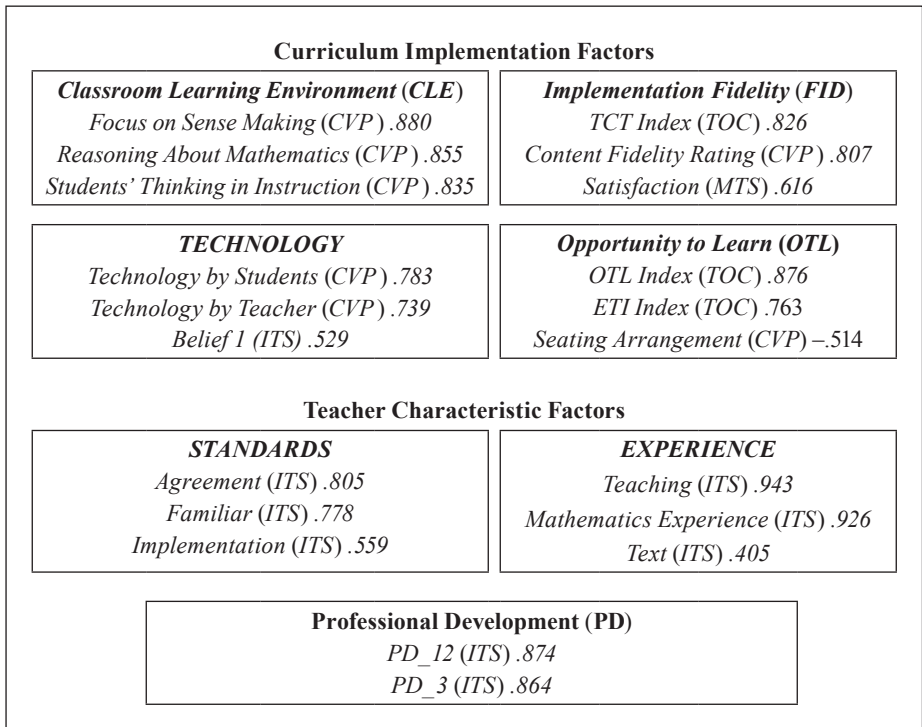 Curriculum Implementation Factors
Classroom Learning Environment (CLE)
Focus on Sense Making (CVP) .880
Reasoning About Mathematics (CVP) .855
Students' Thinking in Instruction (CVP) .835
Implementation Fidelity (FID)
TCT Index (TOC) .826
Content Fidelity Rating (CVP) .807
Satisfaction (MTS) .616
TECHNOLOGY
Technology by Students (CVP) .783
Technology by Teacher (CVP) .739
Belief 1 (ITS) .529
Opportunity to Learn (OTL)
OTL Index (TOC) .876
ETI Index (TOC) .763
Seating Arrangement (CVP) –.514
Teacher Characteristic Factors
STANDARDS
Agreement (ITS) .805
Familiar (ITS) .778
Implementation (ITS) .559
EXPERIENCE
Teaching (ITS) .943
Mathematics Experience (ITS) .926
Text (ITS) .405
Professional Development (PD)
PD_12 (ITS) .874
PD_3 (ITS) .864